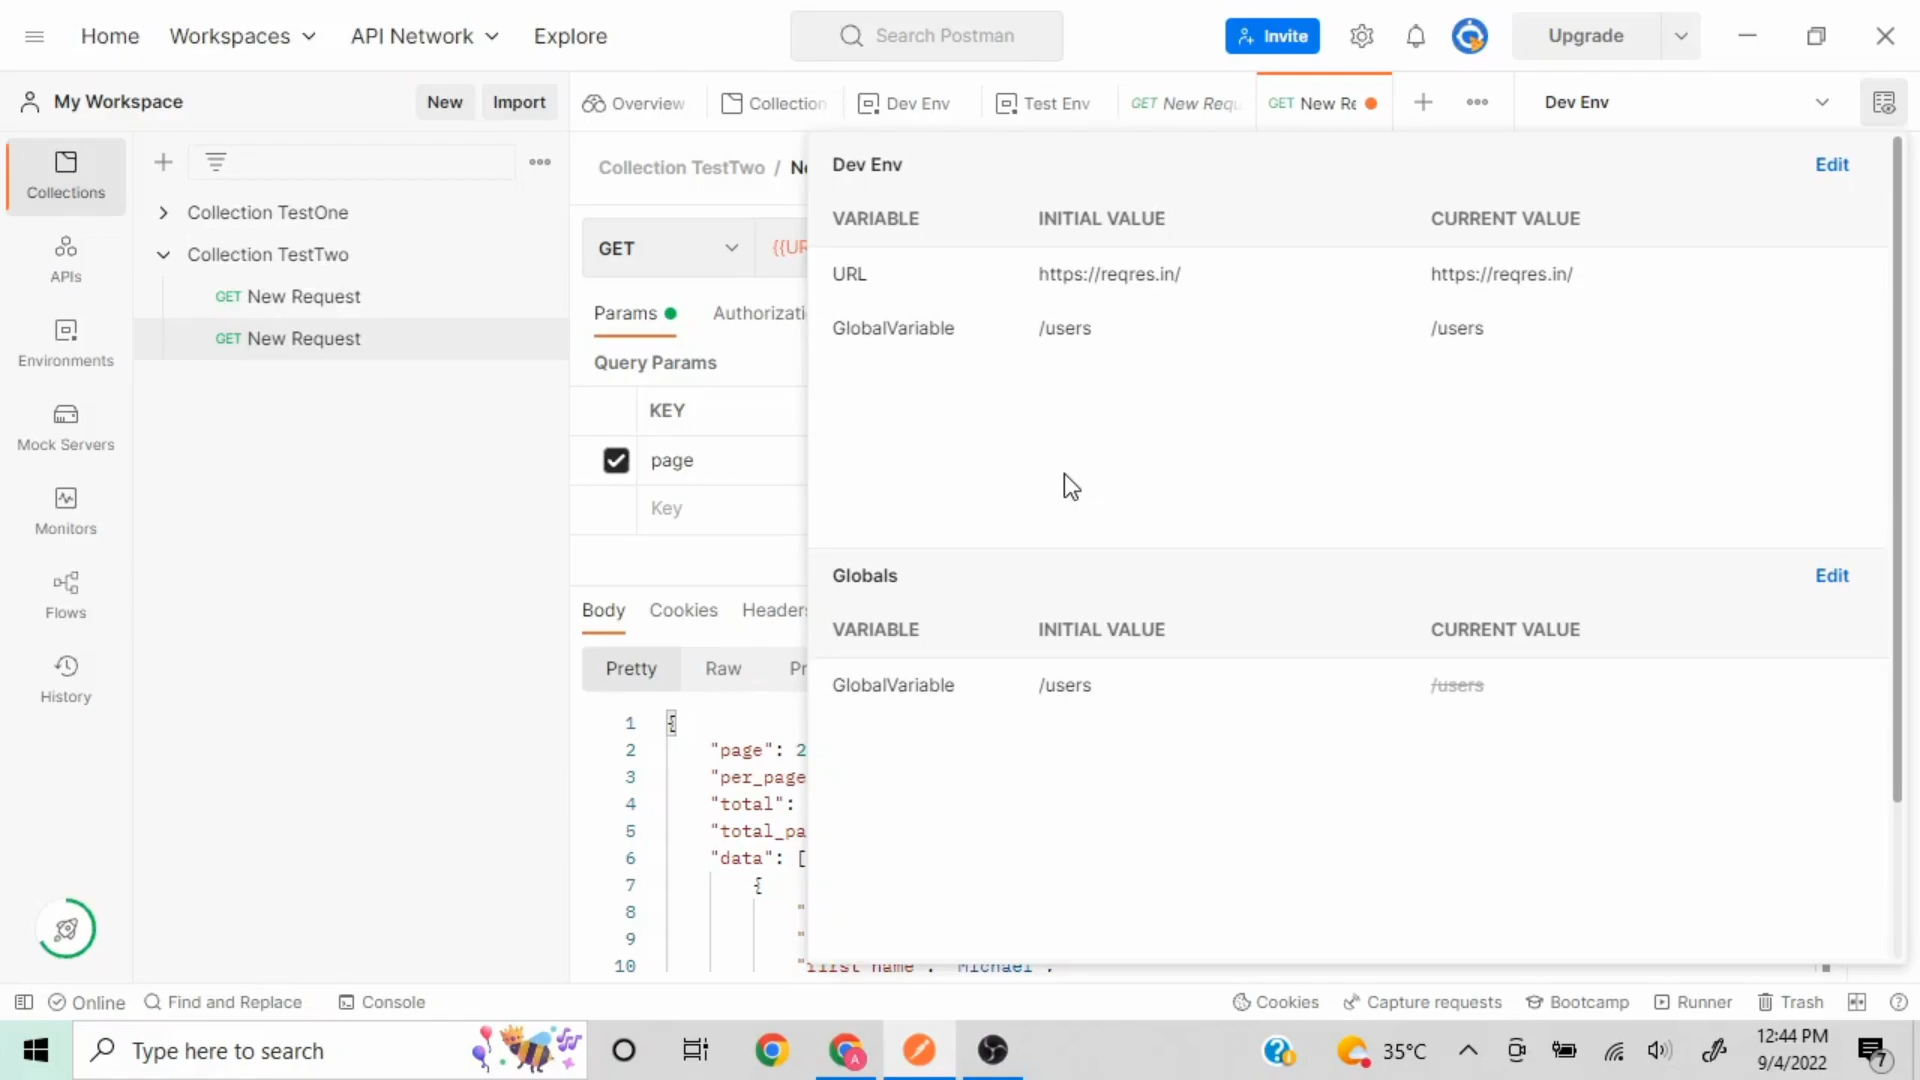 Home Workspaces API Network Explore Search Postman Invite Upgrade
My Workspace New Import Overview Collection Dev Env Test Env GET New Requ GET New Re Dev Env
Collections
APIs
Environments
Mock Servers
Monitors
Flows
History
Collection TestOne
Collection TestTwo
GET New Request
GET New Request
Collection TestTwo / Ne
GET {{UR
Params Authorizati
Query Params
KEY
page
Key
Body Cookies Headers
Pretty Raw Pr
1 {
2 "page": 2
3 "per_page
4 "total":
5 "total_pa
6 "data": [
7 {
8 "
9 "
10 "first_name": "Michael",
Dev Env Edit
VARIABLE INITIAL VALUE CURRENT VALUE
URL https://reqres.in/ https://reqres.in/
GlobalVariable /users /users
Globals Edit
VARIABLE INITIAL VALUE CURRENT VALUE
GlobalVariable /users /users
Online Find and Replace Console Cookies Capture requests Bootcamp Runner Trash
Type here to search A 35°C 12:44 PM
9/4/2022 7